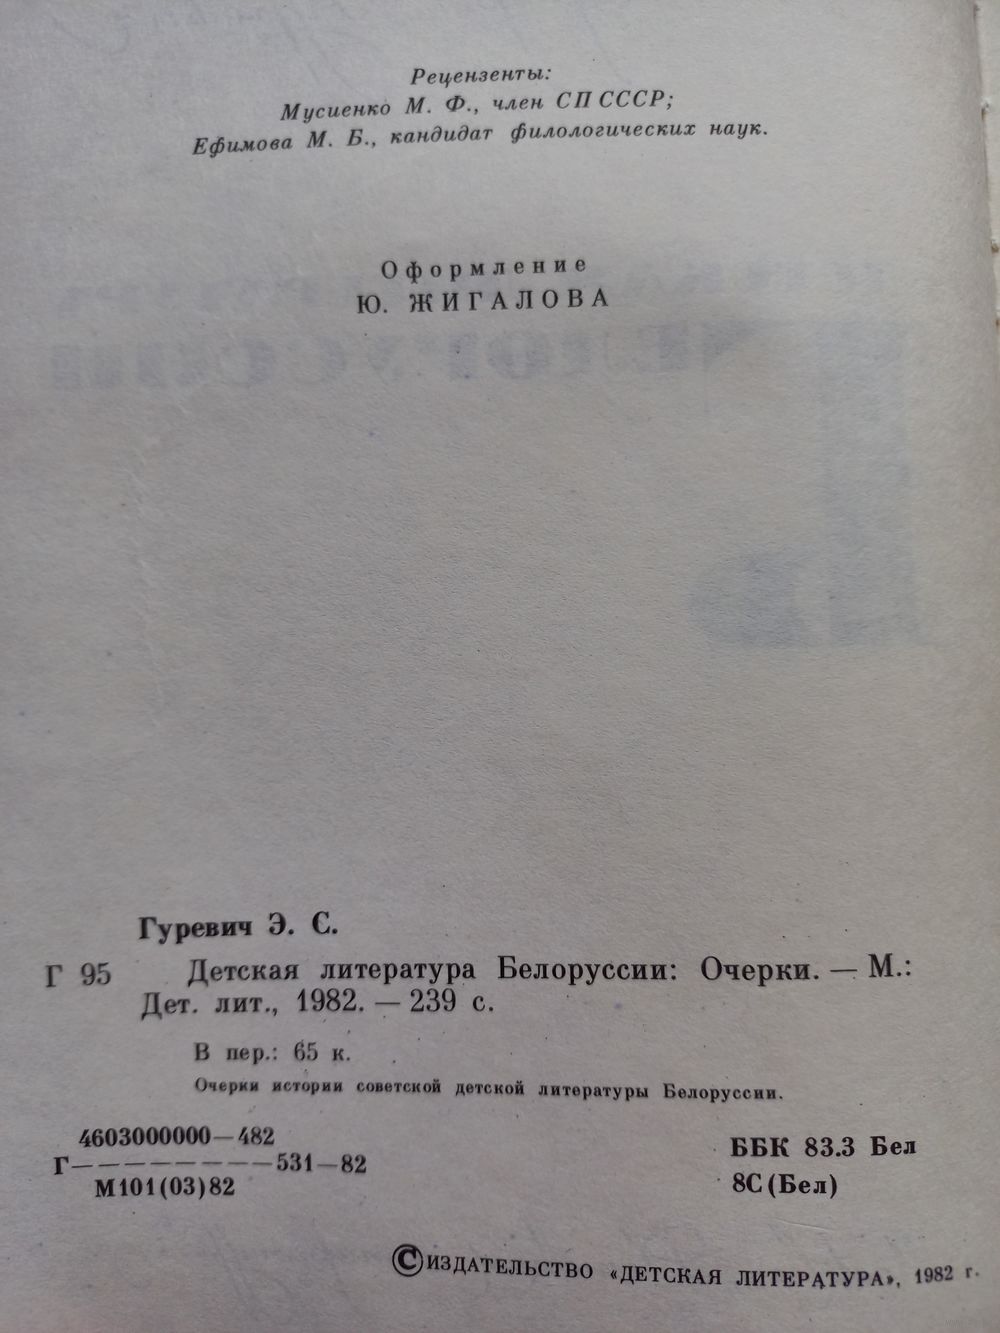 Рецензенты:
Мусиенко М. Ф., член СП СССР;
Ефимова М. Б., кандидат филологических наук.
Оформление
Ю. ЖИГАЛОВА
Гуревич Э. С.
Г 95 Детская литература Белоруссии: Очерки. — М.:
Дет. лит., 1982. — 239 с.
В пер.: 65 к.
Очерки истории советской детской литературы Белоруссии.
4603000000—482
Г————————531—82
М101(03)82
ББК 83.3 Бел
8С(Бел)
© ИЗДАТЕЛЬСТВО «ДЕТСКАЯ ЛИТЕРАТУРА», 1982 г.